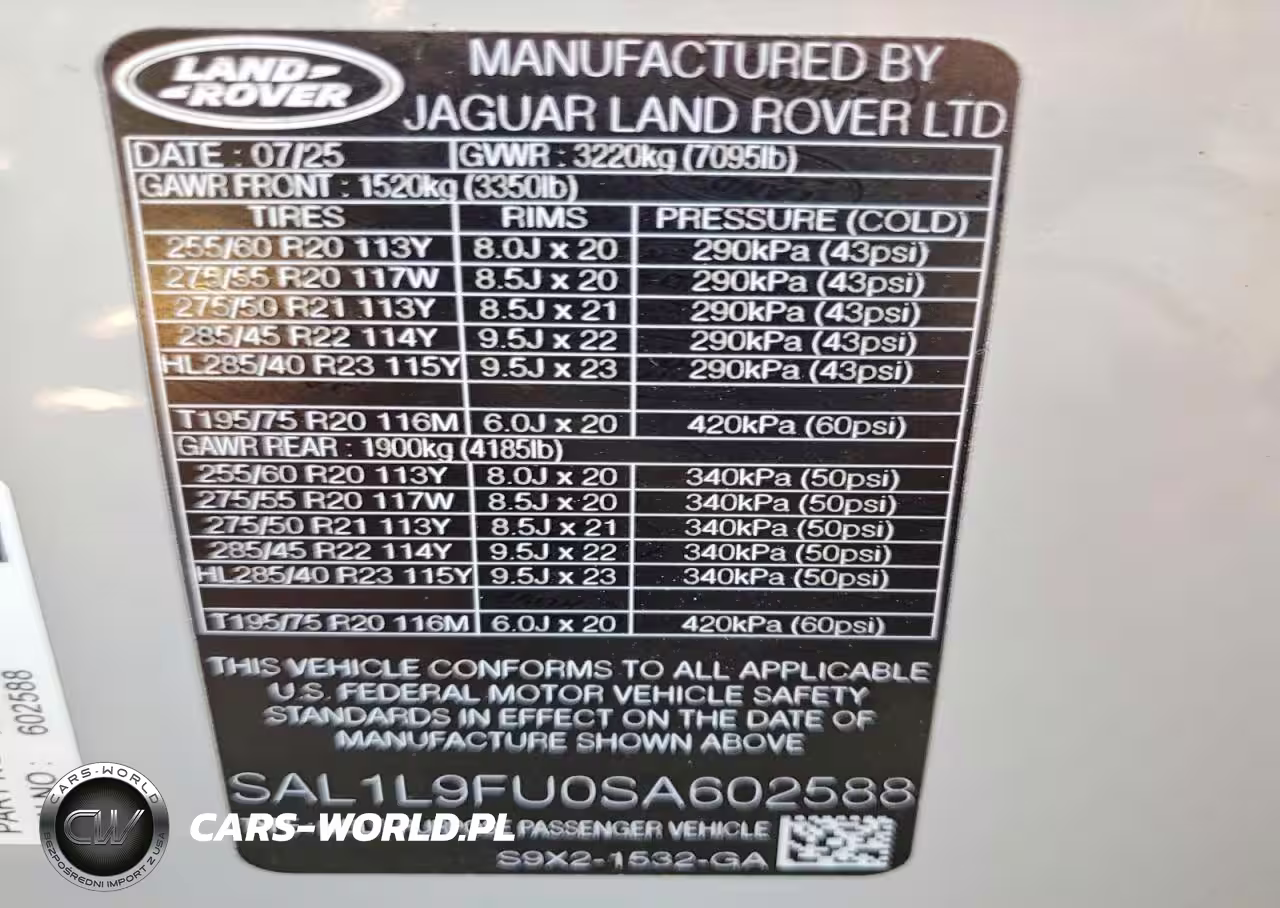 LAND-
-ROVER
MANUFACTURED BY
JAGUAR LAND ROVER LTD
DATE : 07/25 GVWR : 3220kg (7095lb)
GAWR FRONT : 1520kg (3350lb)
TIRES RIMS PRESSURE (COLD)
255/60 R20 113Y 8.0J x 20 290kPa (43psi)
275/55 R20 117W 8.5J x 20 290kPa (43psi)
275/50 R21 113Y 8.5J x 21 290kPa (43psi)
285/45 R22 114Y 9.5J x 22 290kPa (43psi)
HL285/40 R23 115Y 9.5J x 23 290kPa (43psi)
T195/75 R20 116M 6.0J x 20 420kPa (60psi)
GAWR REAR : 1900kg (4185lb)
255/60 R20 113Y 8.0J x 20 340kPa (50psi)
275/55 R20 117W 8.5J x 20 340kPa (50psi)
275/50 R21 113Y 8.5J x 21 340kPa (50psi)
285/45 R22 114Y 9.5J x 22 340kPa (50psi)
HL285/40 R23 115Y 9.5J x 23 340kPa (50psi)
T195/75 R20 116M 6.0J x 20 420kPa (60psi)
THIS VEHICLE CONFORMS TO ALL APPLICABLE
U.S. FEDERAL MOTOR VEHICLE SAFETY
STANDARDS IN EFFECT ON THE DATE OF
MANUFACTURE SHOWN ABOVE
SAL1L9FU0SA602588
PASSENGER VEHICLE
S9X2-1532-GA
602588
CARS-WORLD
CW
BEZPOŚREDNI IMPORT Z USA
CARS-WORLD.PL